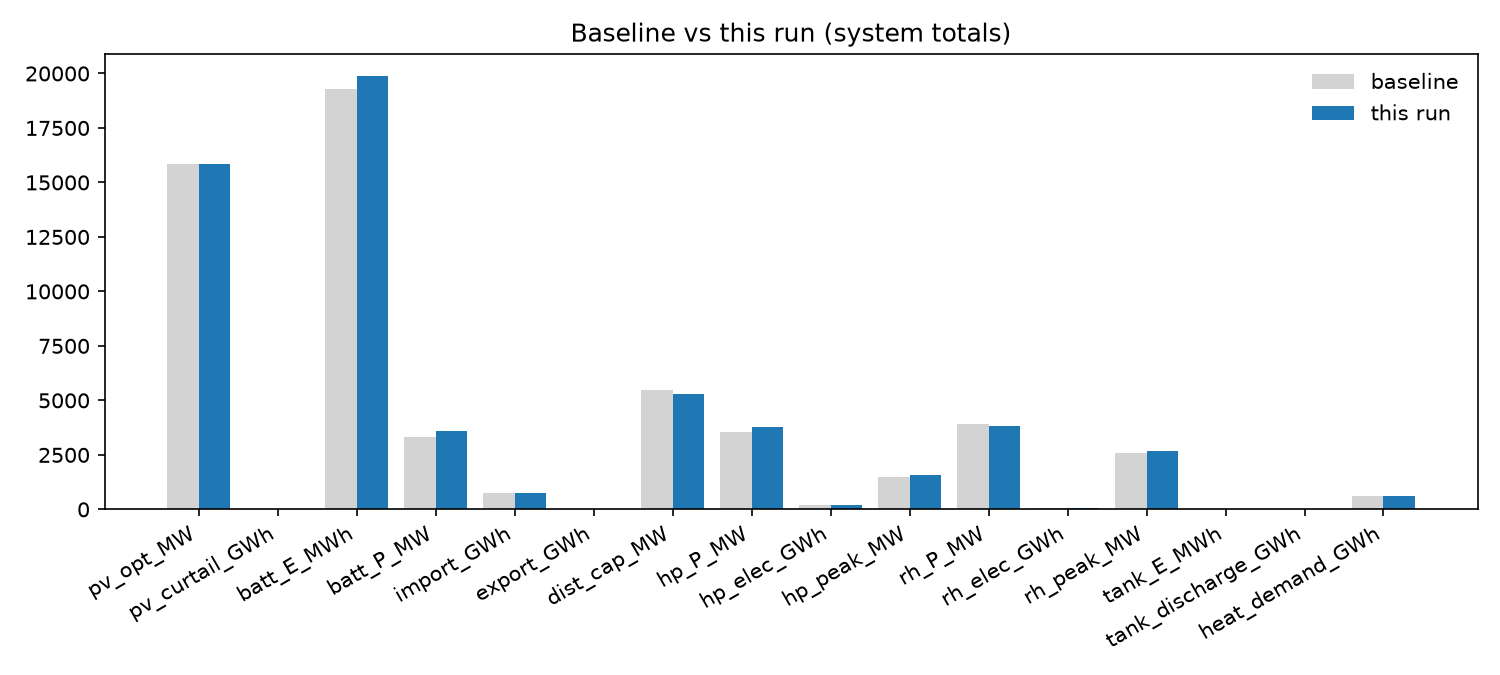 Baseline vs this run (system totals)
baseline
this run
20000
17500
15000
12500
10000
7500
5000
2500
0
pv_opt_MW
pv_curtail_GWh
batt_E_MWh
batt_P_MW
import_GWh
export_GWh
dist_cap_MW
hp_P_MW
hp_elec_GWh
hp_peak_MW
rh_P_MW
rh_elec_GWh
rh_peak_MW
tank_E_MWh
tank_discharge_GWh
heat_demand_GWh